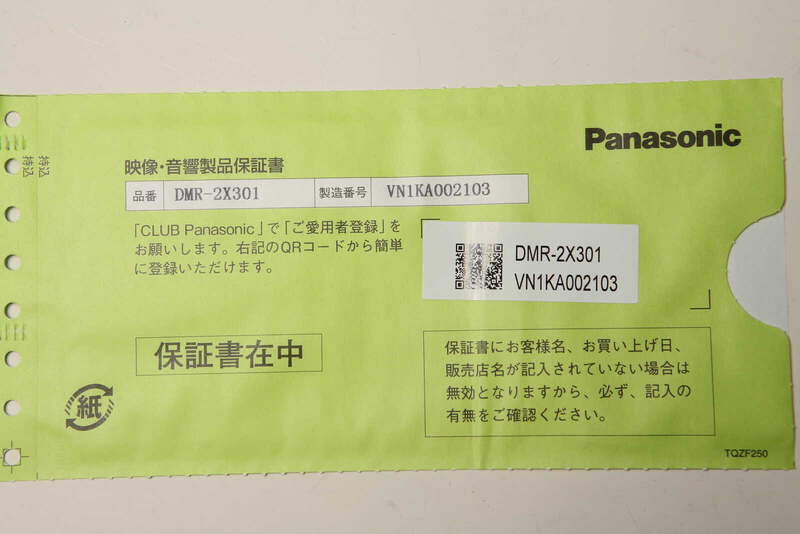 Panasonic
持込
持込
映像・音響製品保証書
品番 DMR-2X301 製造番号 VN1KA002103
「CLUB Panasonic」で「ご愛用者登録」を
お願いします。右記のQRコードから簡単
に登録いただけます。
DMR-2X301
VN1KA002103
保証書在中
保証書にお客様名、お買い上げ日、
販売店名が記入されていない場合は
無効となりますから、必ず、記入の
有無をご確認ください。
紙
TQZF250